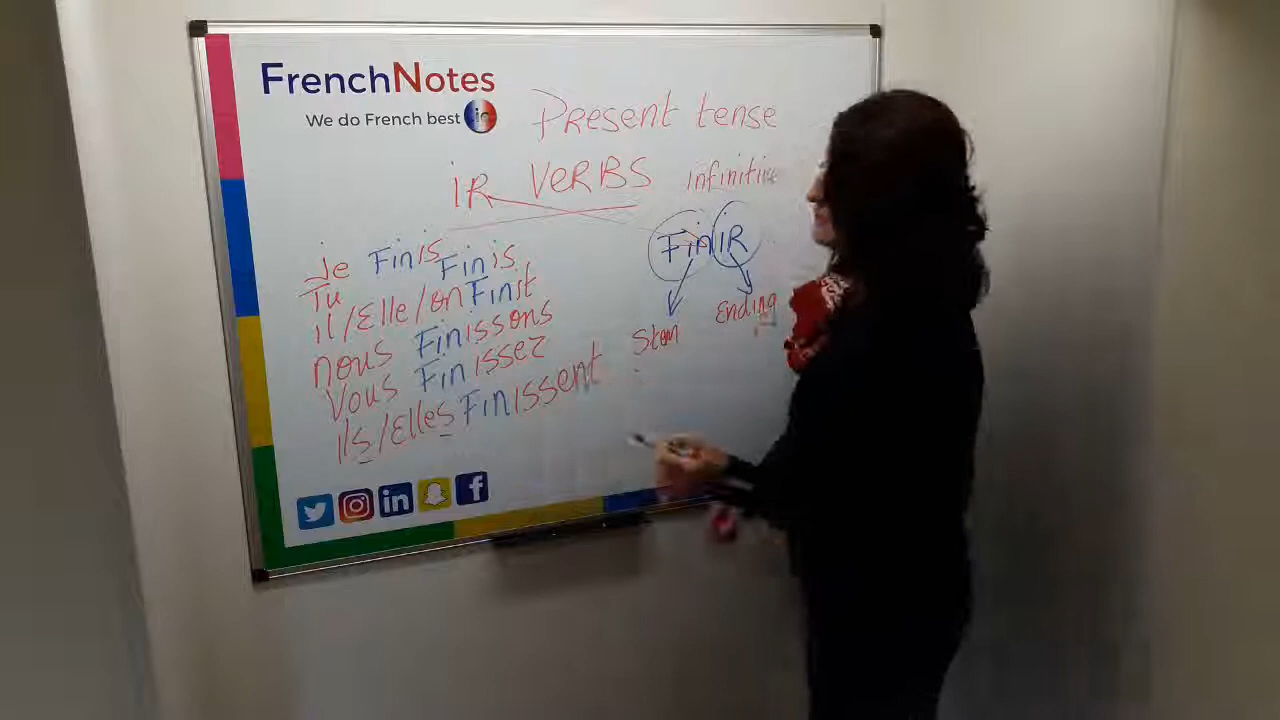 FrenchNotes
We do French best
Present tense
iR VeRBS infinitive
FiniR
Stem Ending
Je Finis
Tu Finis
il/Elle/on Finit
nous Finissons
Vous Finissez
ils/Elles Finissent
in